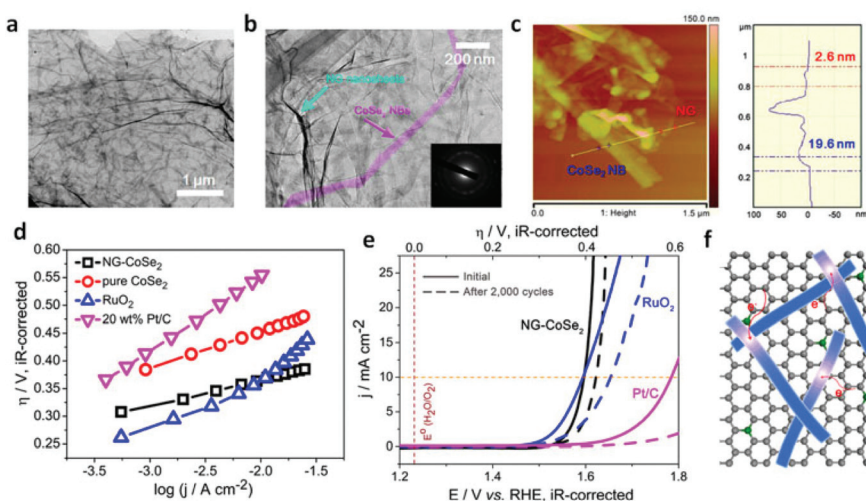 a
1 μm
b
200 nm
NG nanosheets
CoSe₂ NBs
c
150.0 nm
NG
CoSe₂ NB
0.0
1: Height
1.5 μm
μm
1
2.6 nm
0.8
0.6
0.4
19.6 nm
0.2
100 50 0 -50 nm
d
η / V, iR-corrected
0.55
0.50
0.45
0.40
0.35
0.30
0.25
NG-CoSe₂
pure CoSe₂
RuO₂
20 wt% Pt/C
-3.5 -3.0 -2.5 -2.0 -1.5
log (j / A cm⁻²)
e
η / V, iR-corrected
0.0 0.2 0.4 0.6
j / mA cm⁻²
25
20
15
10
5
0
Initial
After 2,000 cycles
NG-CoSe₂
RuO₂
Pt/C
E⁰ (H₂O/O₂)
1.2 1.4 1.6 1.8
E / V vs. RHE, iR-corrected
f
e⁻
e⁻
e⁻